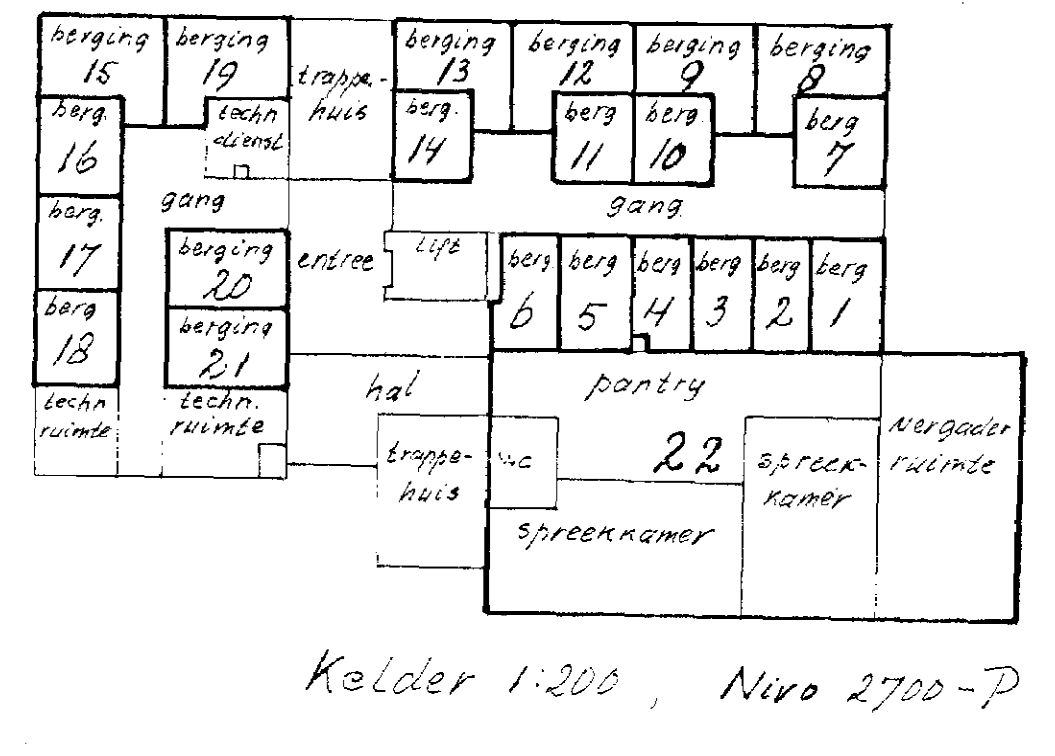 berging
15
berging
19
trappe-
huis
berging
13
berging
12
berging
9
berging
8
berg.
16
techn
dienst
berg.
14
berg
11
berg
10
berg
7
gang
gang
berg.
17
berging
20
entree
lift
berg
6
berg
5
berg
4
berg
3
berg
2
berg
1
berg
18
berging
21
hal
pantry
techn
ruimte
techn.
ruimte
trappe-
huis
wc
22
spreek-
kamer
Vergader
ruimte
spreekkamer
Kelder 1:200, Nivo 2700-P